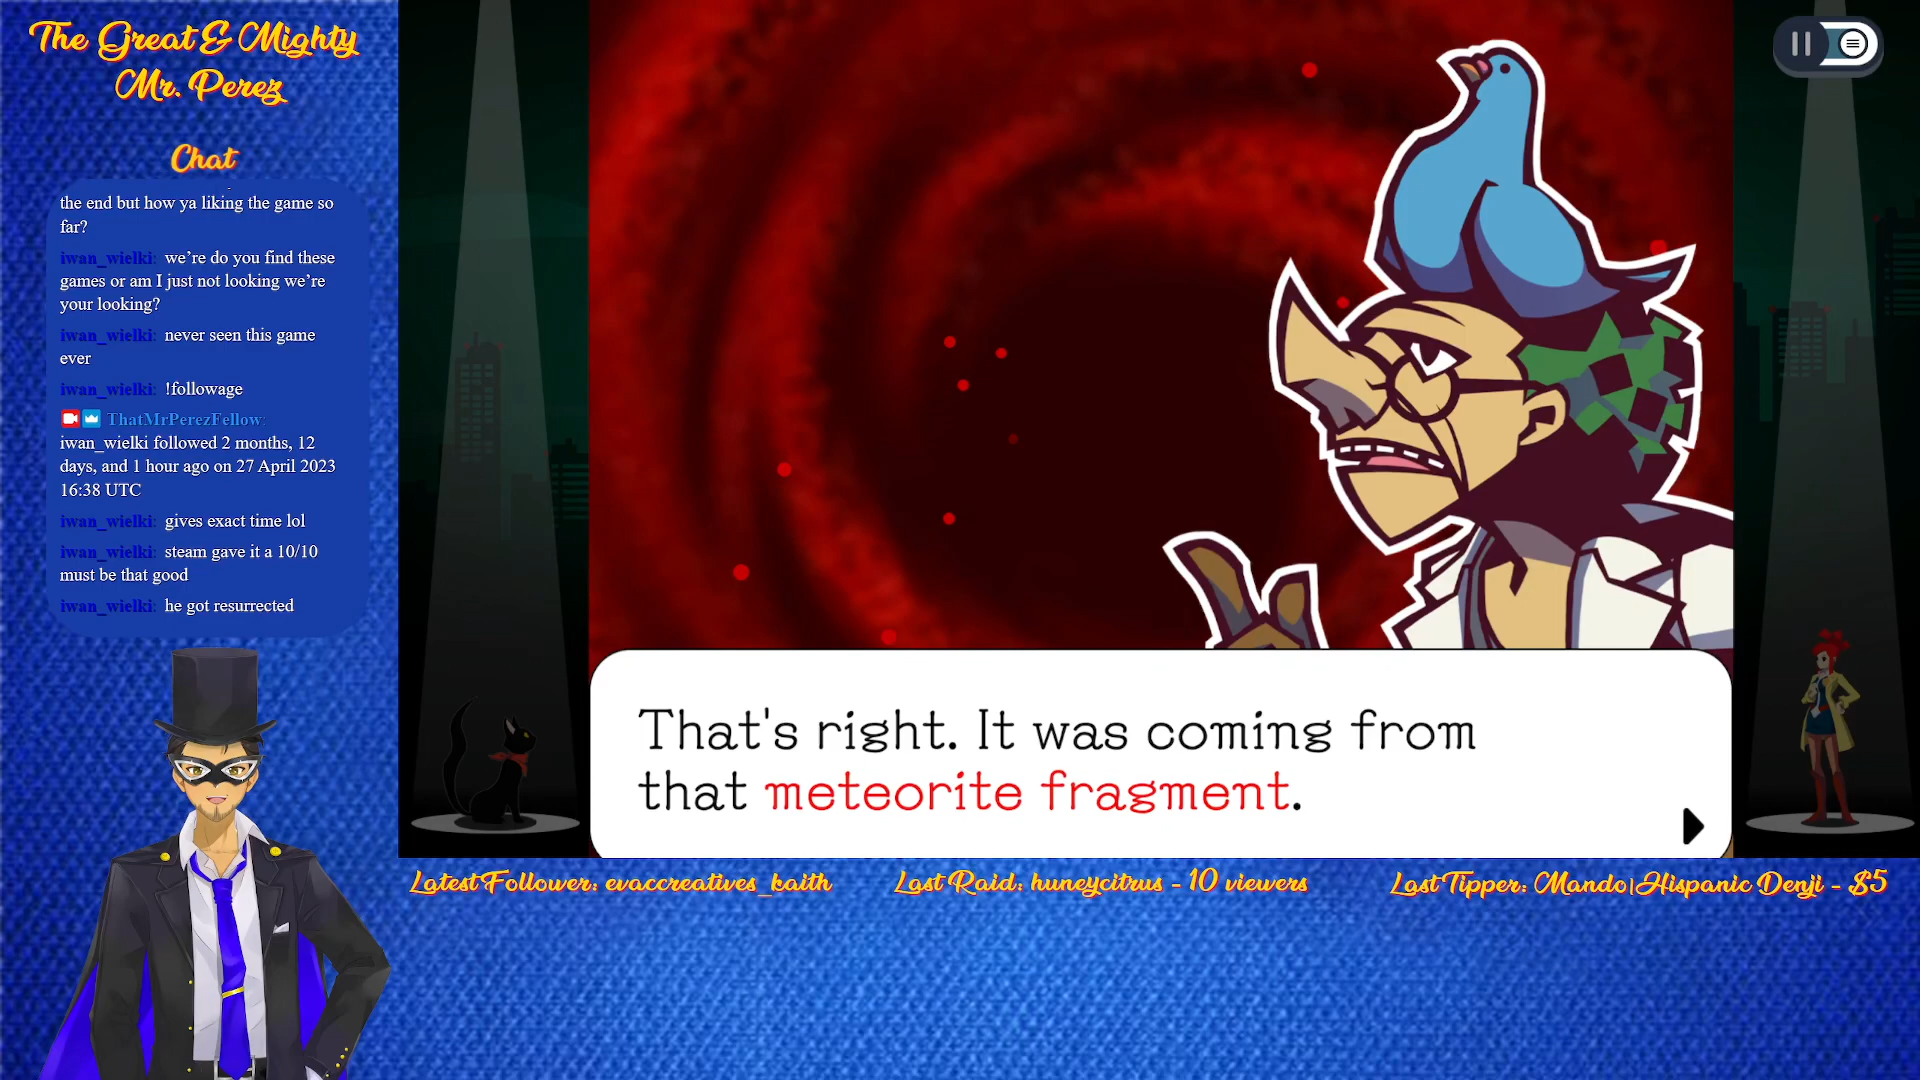 The Great & Mighty
Mr. Perez
Chat
the end but how ya liking the game so
far?
iwan_wielki: we're do you find these
games or am I just not looking we're
your looking?
iwan_wielki: never seen this game
ever
iwan_wielki: !followage
ThatMrPerezFellow:
iwan_wielki followed 2 months, 12
days, and 1 hour ago on 27 April 2023
16:38 UTC
iwan_wielki: gives exact time lol
iwan_wielki: steam gave it a 10/10
must be that good
iwan_wielki: he got resurrected
That's right. It was coming from
that meteorite fragment.
Latest Follower: evaccreatives_kaith
Last Raid: huneycitrus - 10 viewers
Last Tipper: Mando|Hispanic Denji - $5